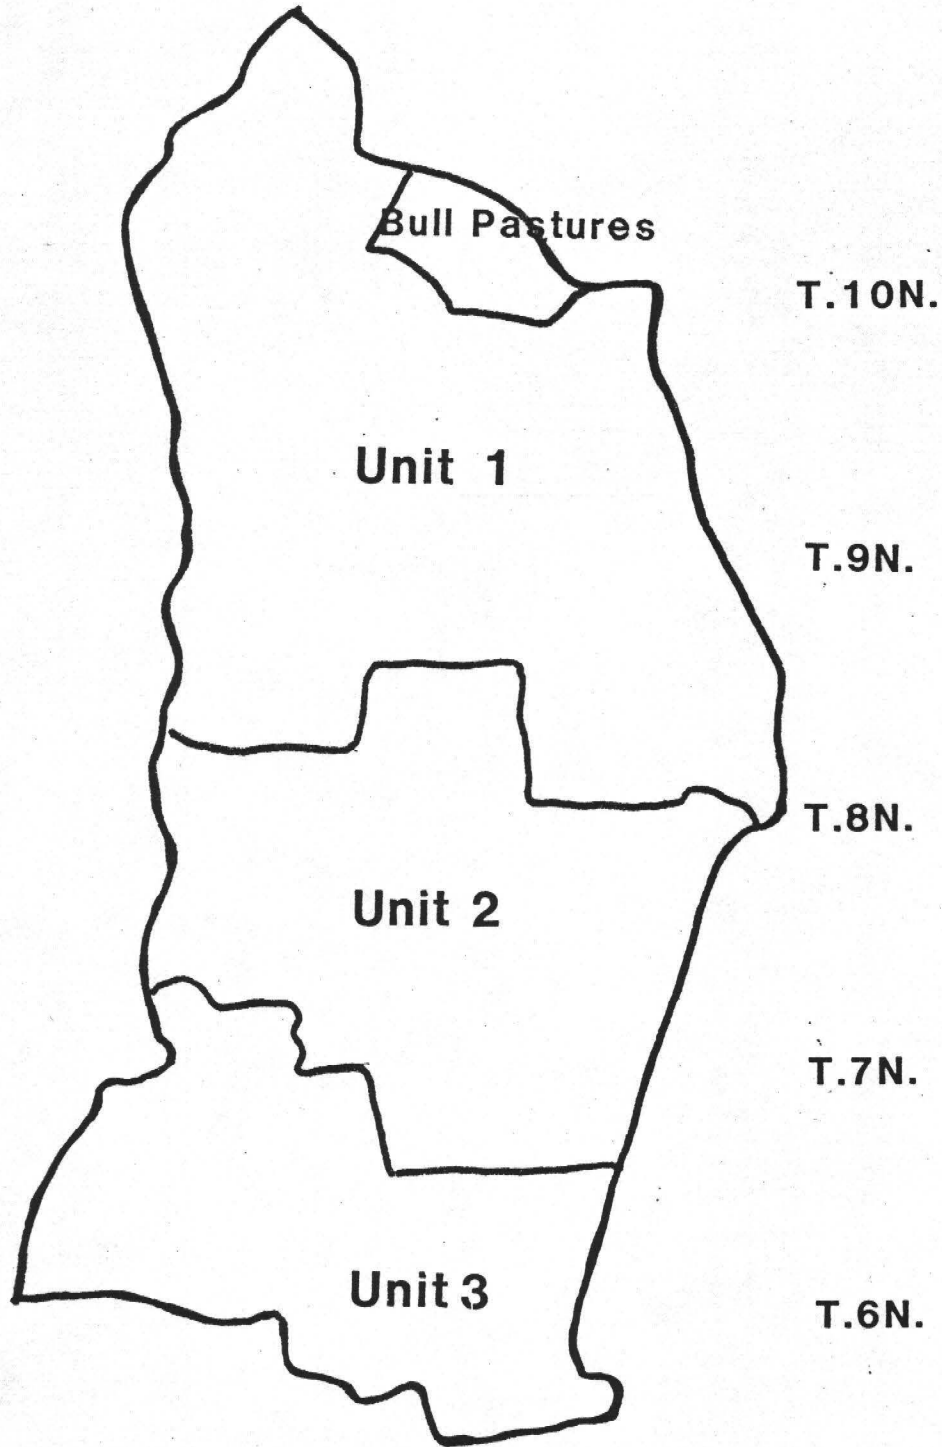 Bull Pastures
T.10N.
Unit 1
T.9N.
T.8N.
Unit 2
T.7N.
Unit 3
T.6N.